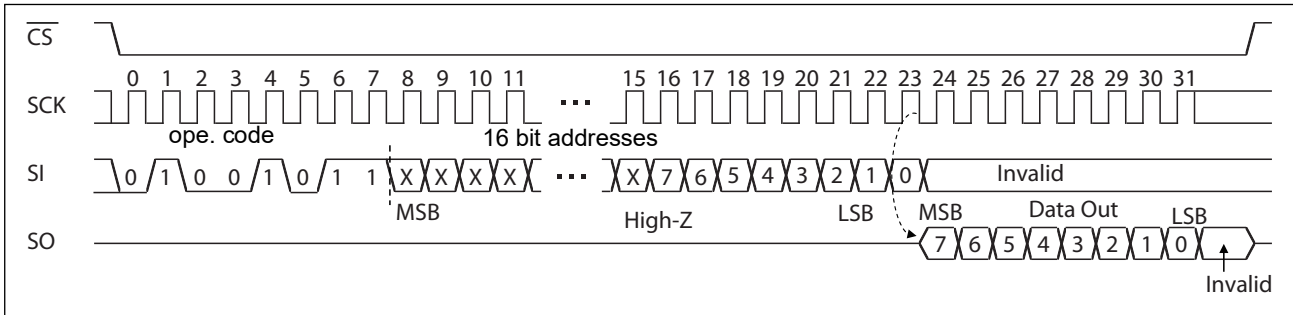 CS
0 1 2 3 4 5 6 7 8 9 10 11 15 16 17 18 19 20 21 22 23 24 25 26 27 28 29 30 31
SCK ...
ope. code 16 bit addresses
SI 0 1 0 0 1 0 1 1 X X X X ... X 7 6 5 4 3 2 1 0 Invalid
MSB High-Z LSB MSB Data Out LSB
SO 7 6 5 4 3 2 1 0
Invalid